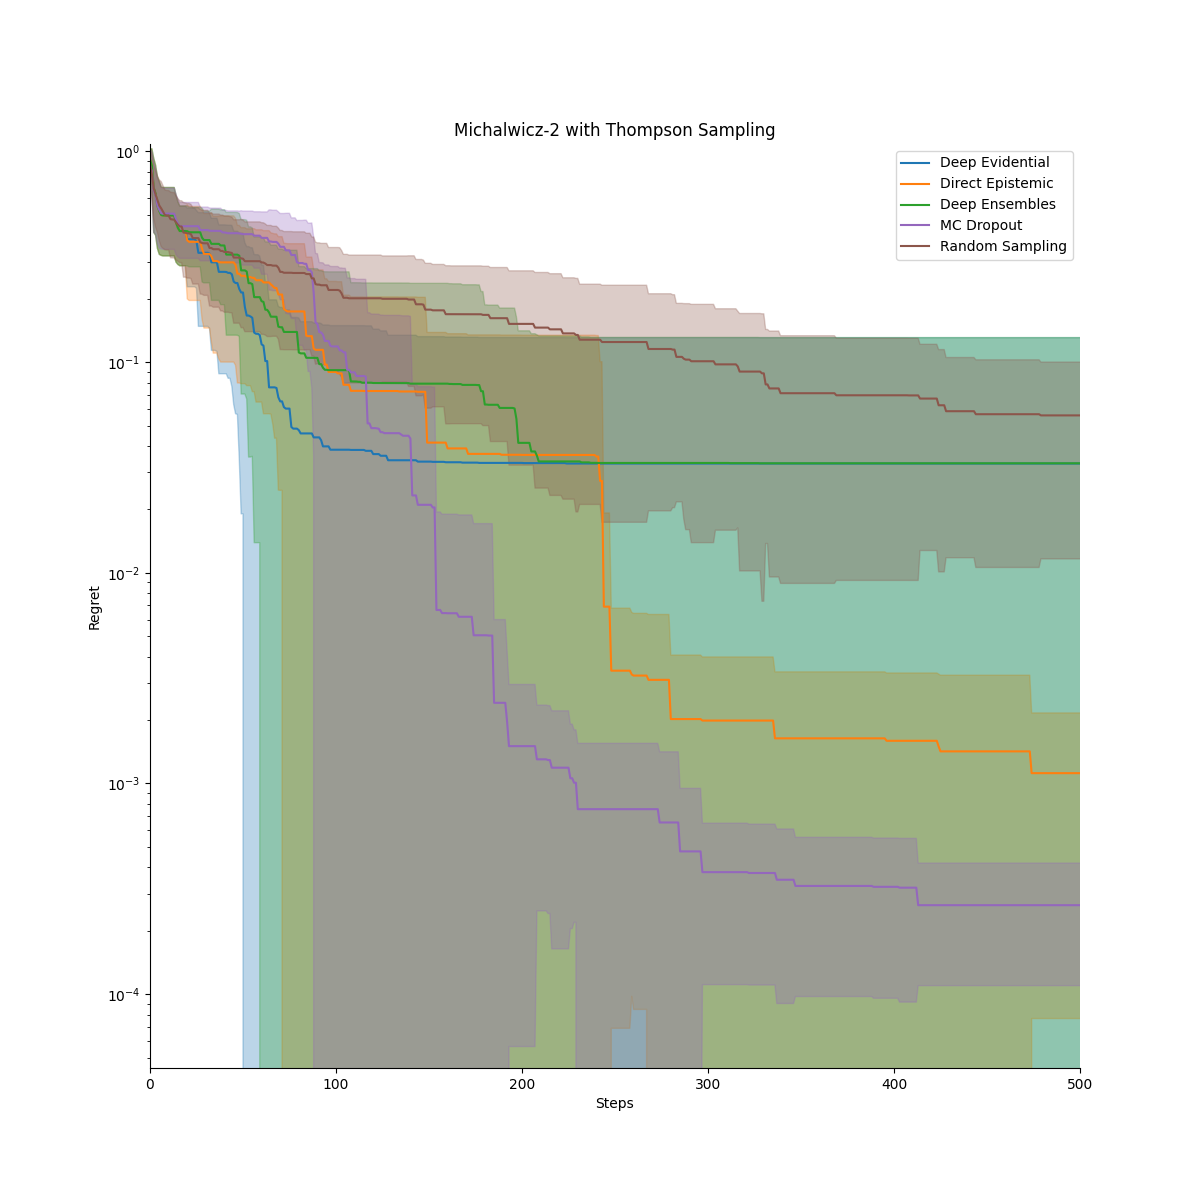 Michalwicz-2 with Thompson Sampling
Deep Evidential
Direct Epistemic
Deep Ensembles
MC Dropout
Random Sampling
Regret
10⁰
10⁻¹
10⁻²
10⁻³
10⁻⁴
0 100 200 300 400 500
Steps